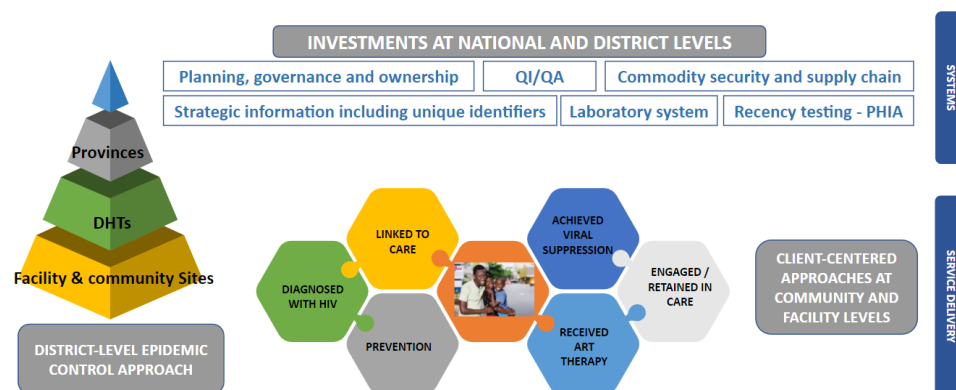 INVESTMENTS AT NATIONAL AND DISTRICT LEVELS
Planning, governance and ownership
QI/QA
Commodity security and supply chain
Strategic information including unique identifiers
Laboratory system
Recency testing - PHIA
SYSTEMS
Provinces
DHTs
Facility & community Sites
DISTRICT-LEVEL EPIDEMIC
CONTROL APPROACH
DIAGNOSED
WITH HIV
LINKED TO
CARE
PREVENTION
ACHIEVED
VIRAL
SUPPRESSION
RECEIVED
ART
THERAPY
ENGAGED /
RETAINED IN
CARE
CLIENT-CENTERED
APPROACHES AT
COMMUNITY AND
FACILITY LEVELS
SERVICE DELIVERY